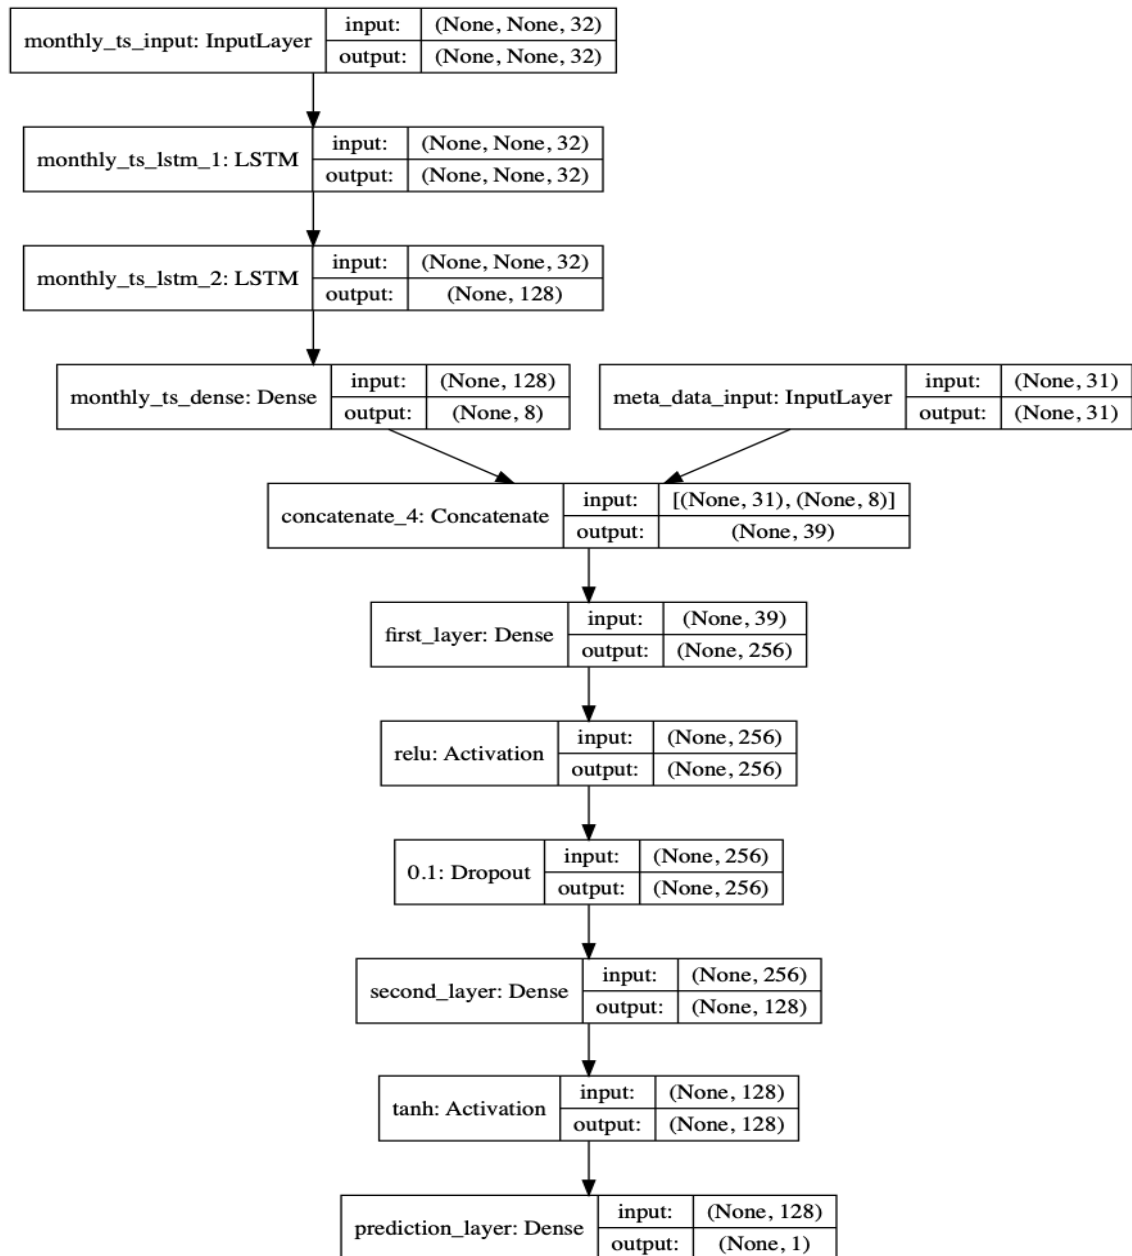 monthly_ts_input: InputLayer
input: (None, None, 32)
output: (None, None, 32)
monthly_ts_lstm_1: LSTM
input: (None, None, 32)
output: (None, None, 32)
monthly_ts_lstm_2: LSTM
input: (None, None, 32)
output: (None, 128)
monthly_ts_dense: Dense
input: (None, 128)
output: (None, 8)
meta_data_input: InputLayer
input: (None, 31)
output: (None, 31)
concatenate_4: Concatenate
input: [(None, 31), (None, 8)]
output: (None, 39)
first_layer: Dense
input: (None, 39)
output: (None, 256)
relu: Activation
input: (None, 256)
output: (None, 256)
0.1: Dropout
input: (None, 256)
output: (None, 256)
second_layer: Dense
input: (None, 256)
output: (None, 128)
tanh: Activation
input: (None, 128)
output: (None, 128)
prediction_layer: Dense
input: (None, 128)
output: (None, 1)